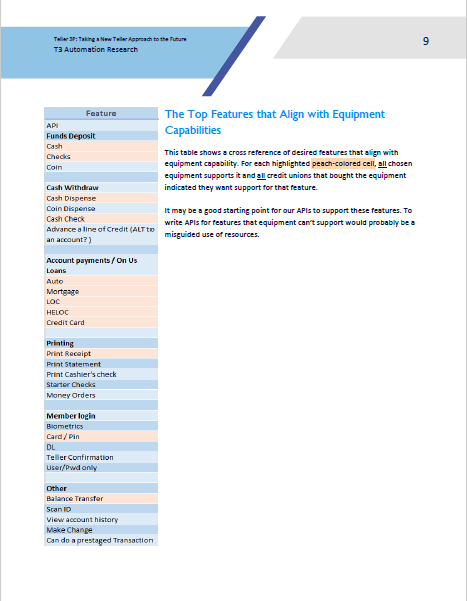 Teller 3P: Taking a New Teller Approach to the Future
T3 Automation Research
9
Feature
API
Funds Deposit
Cash
Checks
Coin
Cash Withdraw
Cash Dispense
Coin Dispense
Cash Check
Advance a line of Credit (ALT to
an account? )
Account payments / On Us
Loans
Auto
Mortgage
LOC
HELOC
Credit Card
Printing
Print Receipt
Print Statement
Print Cashier's check
Starter Checks
Money Orders
Member login
Biometrics
Card / Pin
DL
Teller Confirmation
User/Pwd only
Other
Balance Transfer
Scan ID
View account history
Make Change
Can do a prestaged Transaction
The Top Features that Align with Equipment
Capabilities
This table shows a cross reference of desired features that align with
equipment capability. For each highlighted peach-colored cell, all chosen
equipment supports it and all credit unions that bought the equipment
indicated they want support for that feature.
It may be a good starting point for our APIs to support these features. To
write APIs for features that equipment can't support would probably be a
misguided use of resources.